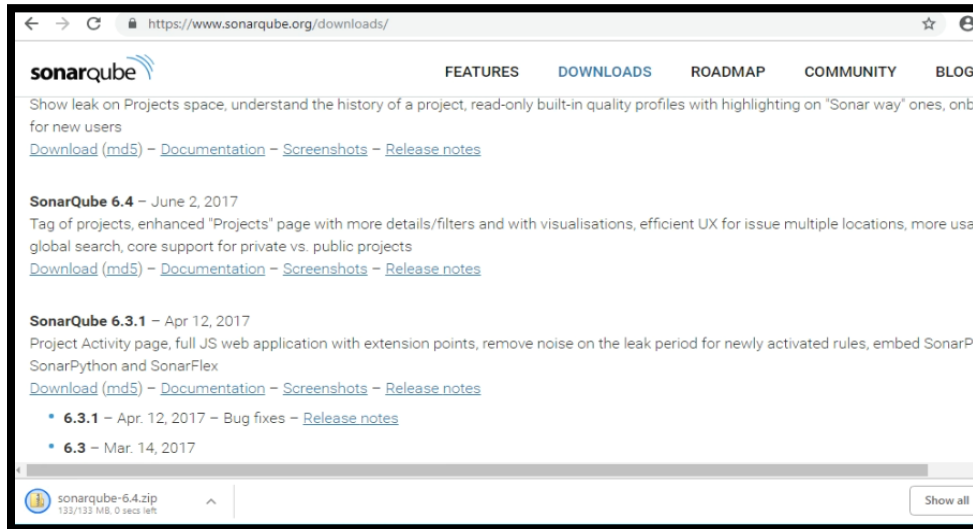 https://www.sonarqube.org/downloads/
sonarqube FEATURES DOWNLOADS ROADMAP COMMUNITY BLOG
Show leak on Projects space, understand the history of a project, read-only built-in quality profiles with highlighting on "Sonar way" ones, onb
for new users
Download (md5) – Documentation – Screenshots – Release notes
SonarQube 6.4 – June 2, 2017
Tag of projects, enhanced "Projects" page with more details/filters and with visualisations, efficient UX for issue multiple locations, more usa
global search, core support for private vs. public projects
Download (md5) – Documentation – Screenshots – Release notes
SonarQube 6.3.1 – Apr 12, 2017
Project Activity page, full JS web application with extension points, remove noise on the leak period for newly activated rules, embed SonarP
SonarPython and SonarFlex
Download (md5) – Documentation – Screenshots – Release notes
6.3.1 – Apr. 12, 2017 – Bug fixes – Release notes
6.3 – Mar. 14, 2017
sonarqube-6.4.zip
133/133 MB, 0 secs left
Show all